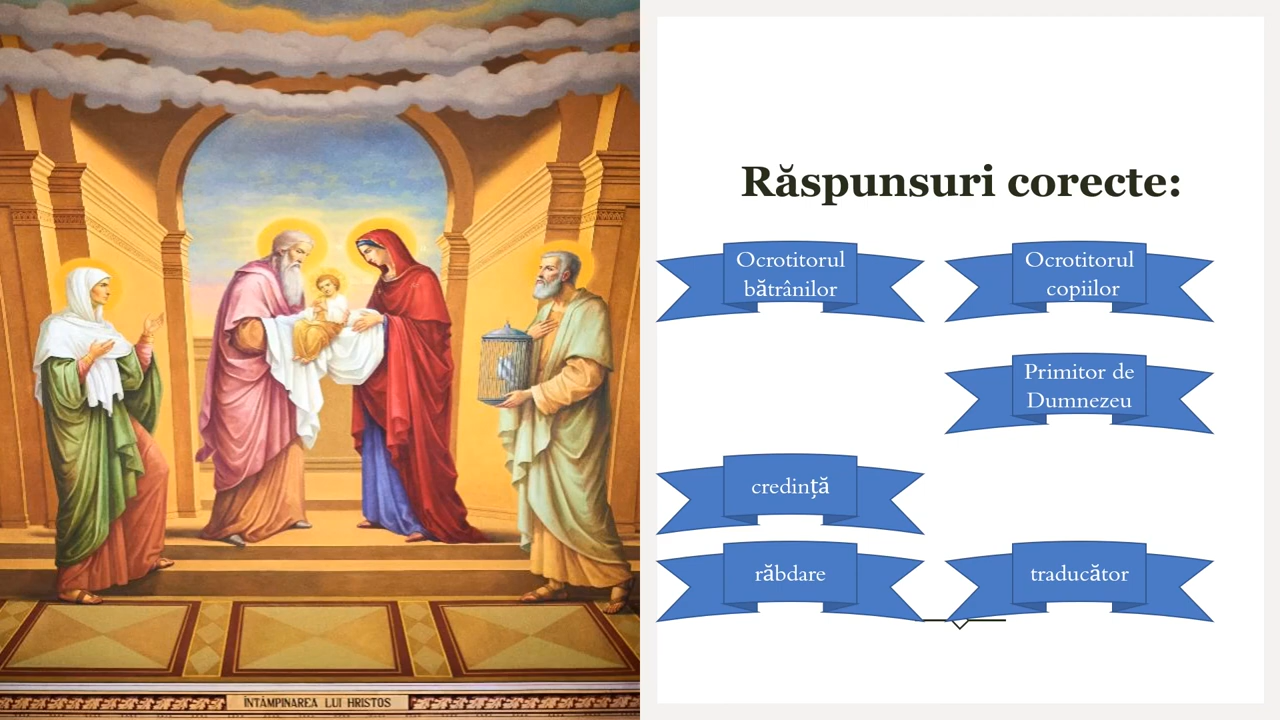 Răspunsuri corecte:
Ocrotitorul
bătrânilor
Ocrotitorul
copiilor
Primitor de
Dumnezeu
credință
răbdare
traducător
ÎNTÂMPINAREA LUI HRISTOS